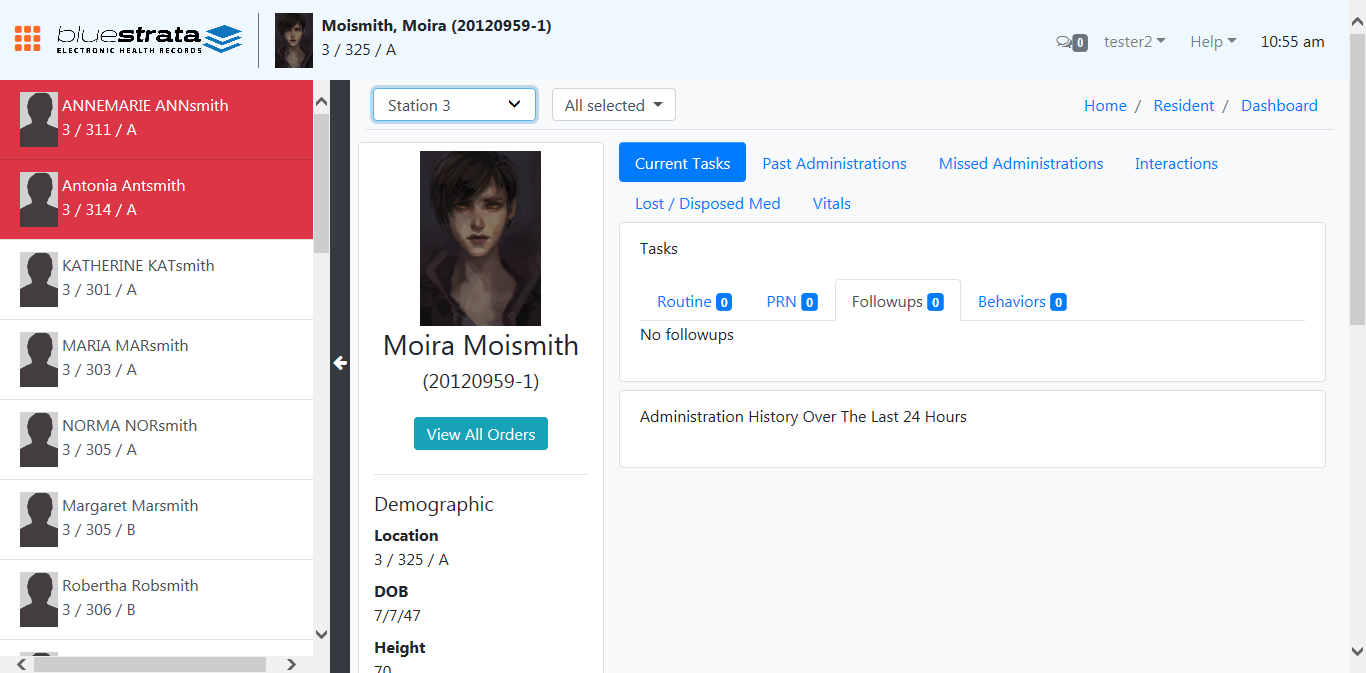 bluestrata
ELECTRONIC HEALTH RECORDS
Moismith, Moira (20120959-1)
3 / 325 / A
0
tester2
Help
10:55 am
ANNEMARIE ANNsmith
3 / 311 / A
Antonia Antsmith
3 / 314 / A
KATHERINE KATsmith
3 / 301 / A
MARIA MARsmith
3 / 303 / A
NORMA NORsmith
3 / 305 / A
Margaret Marsmith
3 / 305 / B
Robertha Robsmith
3 / 306 / B
Station 3
All selected
Home / Resident / Dashboard
Moira Moismith
(20120959-1)
View All Orders
Demographic
Location
3 / 325 / A
DOB
7/7/47
Height
70
Current Tasks
Past Administrations
Missed Administrations
Interactions
Lost / Disposed Med
Vitals
Tasks
Routine 0
PRN 0
Followups 0
Behaviors 0
No followups
Administration History Over The Last 24 Hours